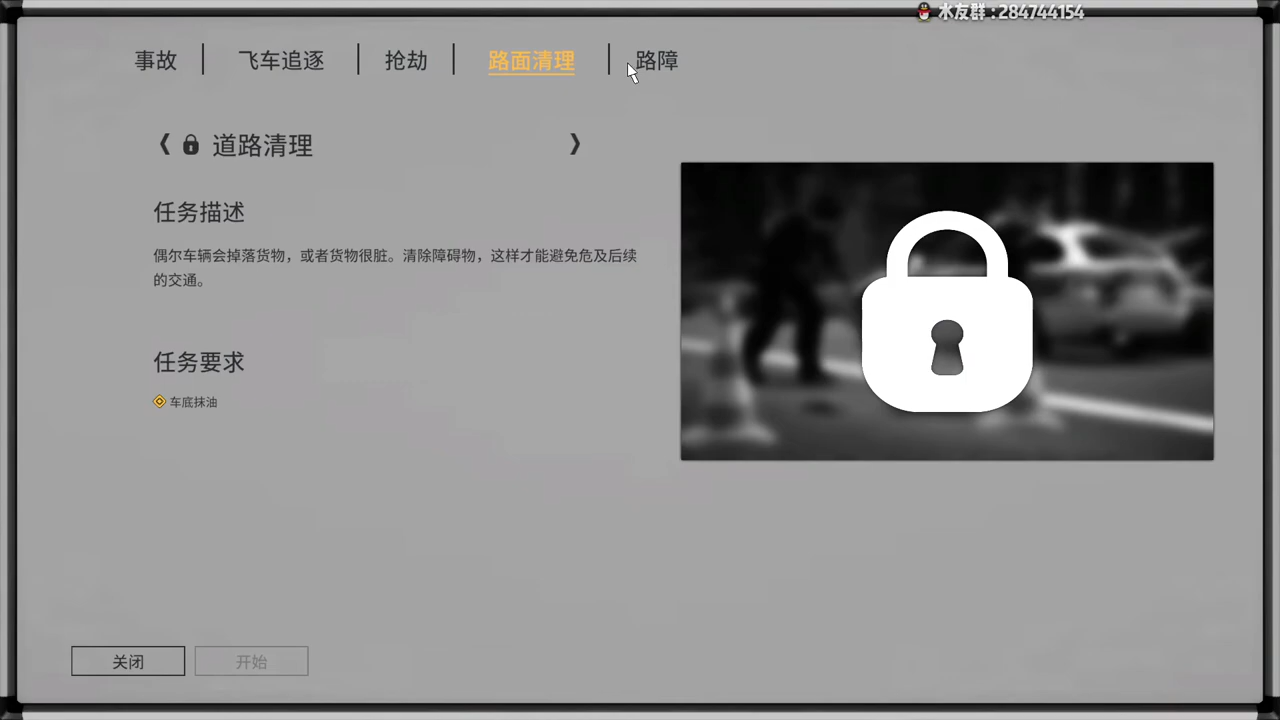 水友群:284744154
事故
飞车追逐
抢劫
路面清理
路障
道路清理
任务描述
偶尔车辆会掉落货物，或者货物很脏。清除障碍物，这样才能避免危及后续
的交通。
任务要求
车底抹油
关闭
开始